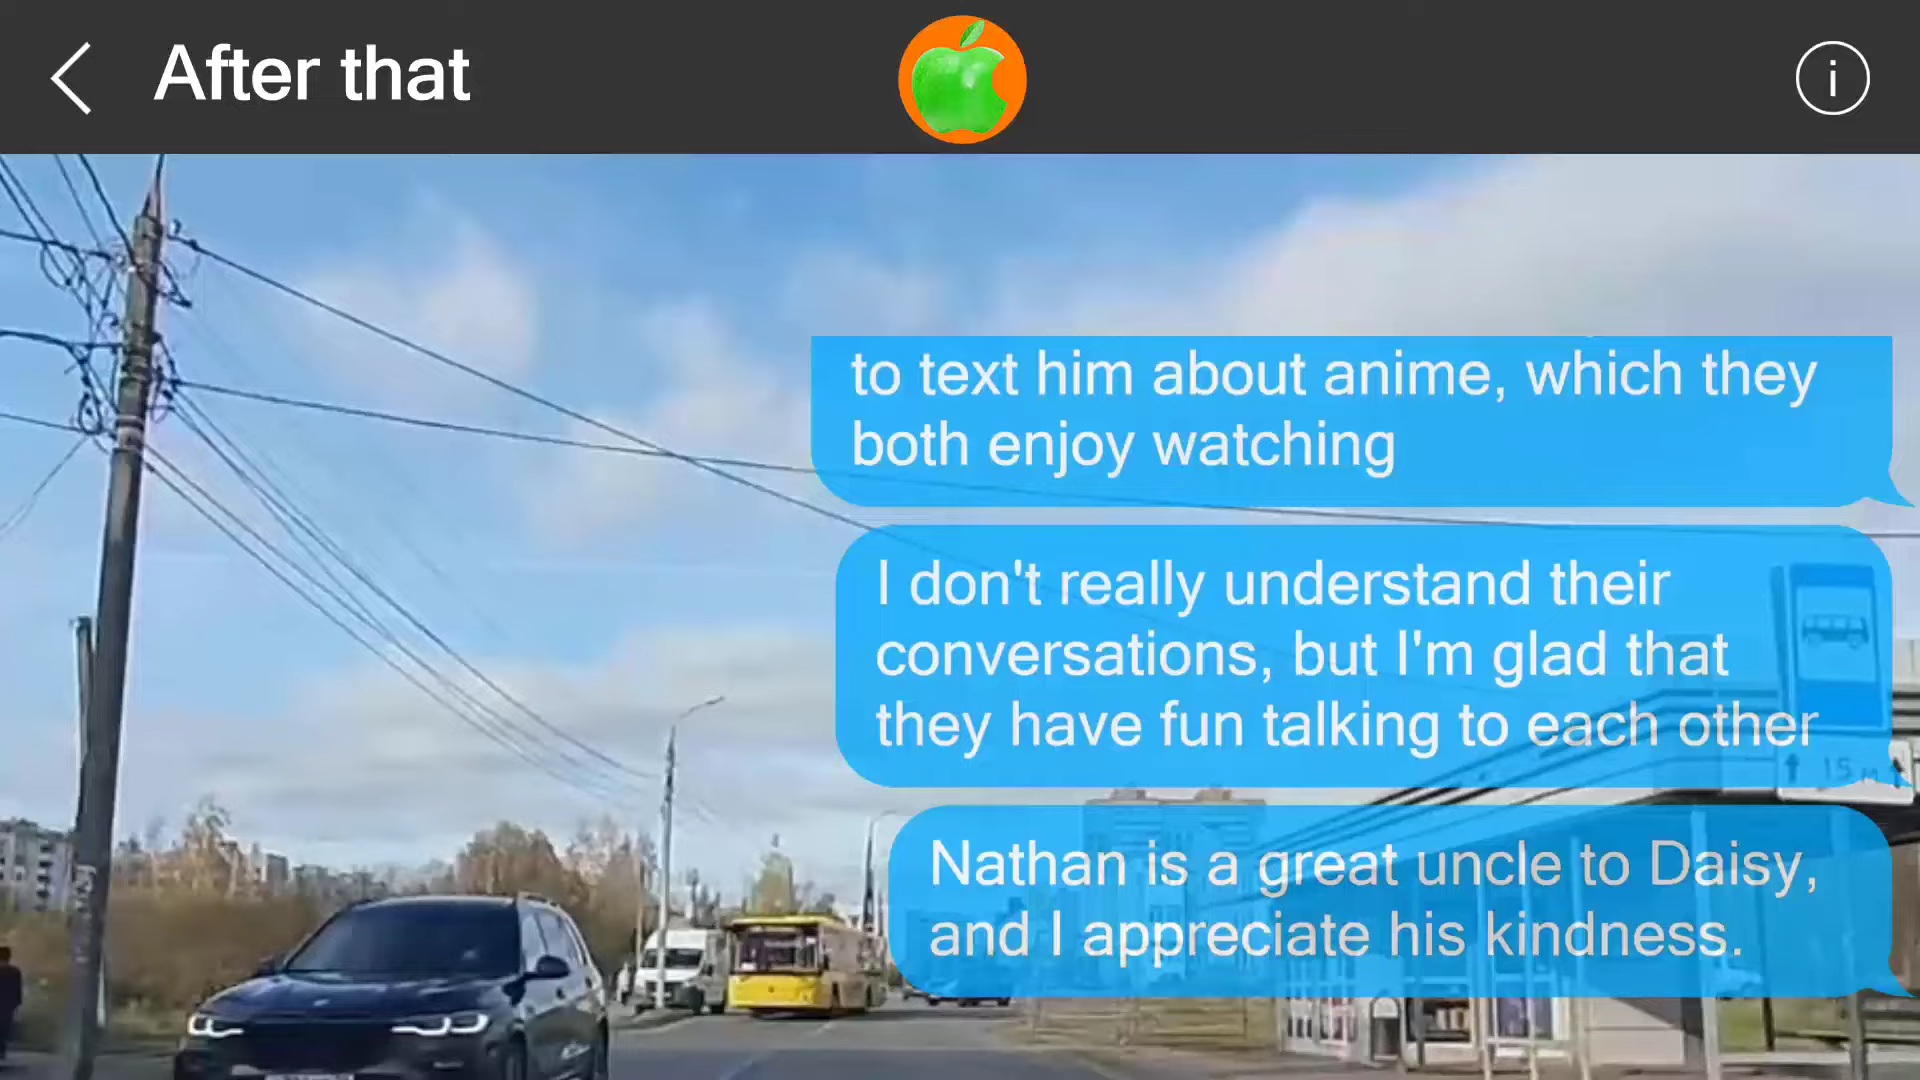 After that
to text him about anime, which they
both enjoy watching
I don't really understand their
conversations, but I'm glad that
they have fun talking to each other
15 м
Nathan is a great uncle to Daisy,
and I appreciate his kindness.